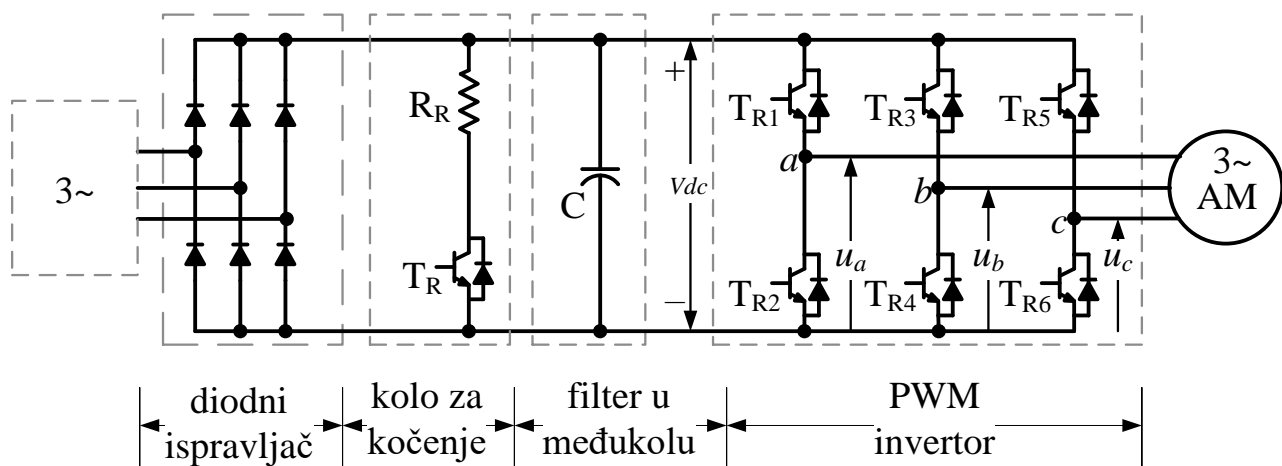 3~
R_R
T_R
C
+
Vdc
−
T_R1
T_R3
T_R5
a
b
c
T_R2
T_R4
T_R6
u_a
u_b
u_c
3~
AM
diodni
ispravljač
kolo za
kočenje
filter u
međukolu
PWM
invertor